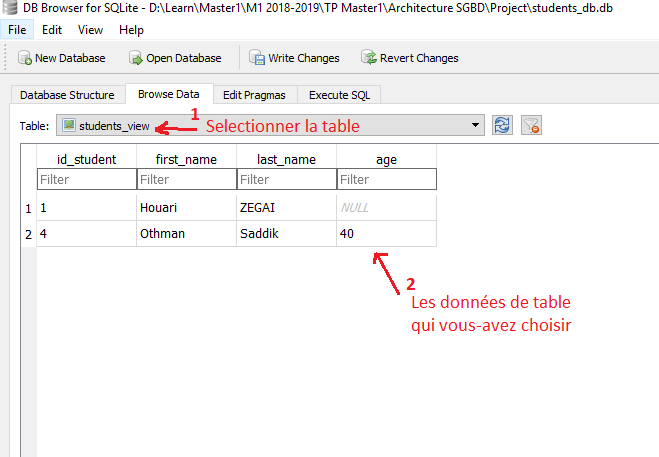 DB Browser for SQLite - D:\Learn\Master1\M1 2018-2019\TP Master1\Architecture SGBD\Project\students_db.db
File Edit View Help
New Database Open Database Write Changes Revert Changes
Database Structure Browse Data Edit Pragmas Execute SQL
Table: students_view 1 Selectionner la table
id_student first_name last_name age
Filter Filter Filter Filter
1 1 Houari ZEGAI NULL
2 4 Othman Saddik 40
2
Les données de table
qui vous-avez choisir